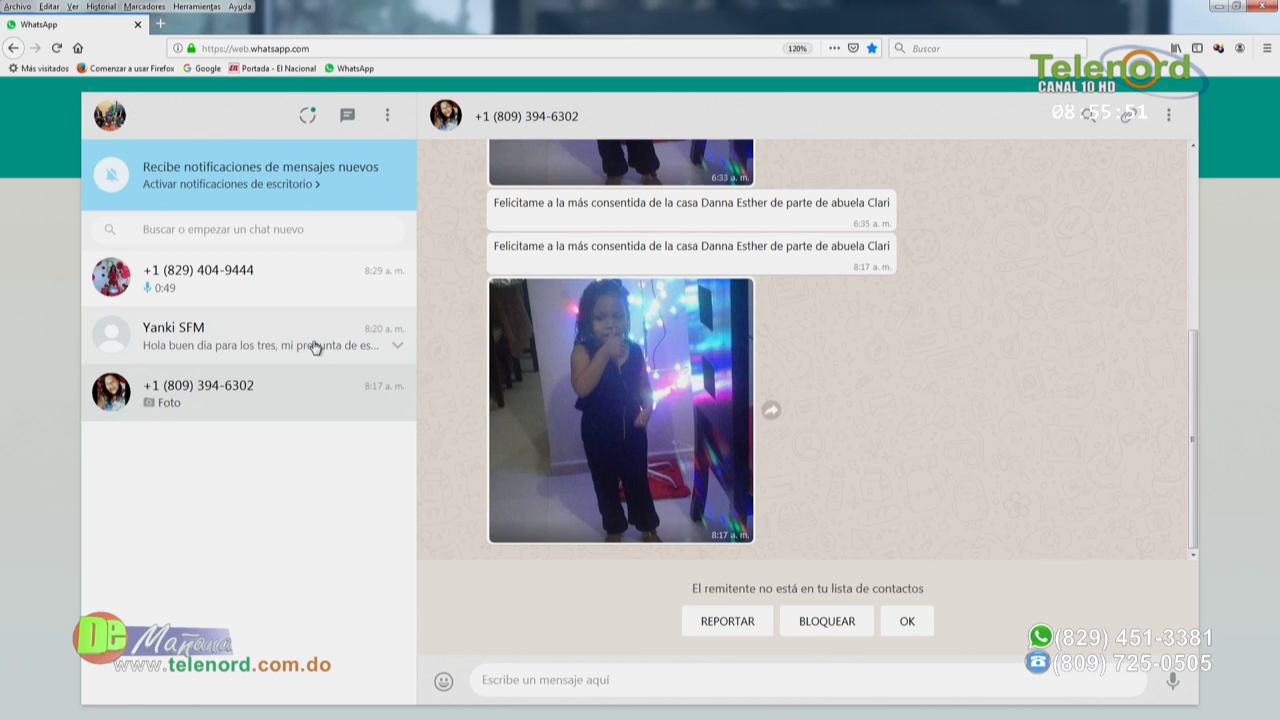 Archivo Editar Ver Historial Marcadores Herramientas Ayuda
WhatsApp
https://web.whatsapp.com
120%
Buscar
Más visitados
Comenzar a usar Firefox
Google
Portada - El Nacional
WhatsApp
Telenord
CANAL 10 HD
08:55:51
+1 (809) 394-6302
Recibe notificaciones de mensajes nuevos
Activar notificaciones de escritorio >
Buscar o empezar un chat nuevo
+1 (829) 404-9444
8:29 a. m.
0:49
Yanki SFM
8:20 a. m.
Hola buen dia para los tres, mi pregunta de es...
+1 (809) 394-6302
8:17 a. m.
Foto
6:33 a. m.
Felicitame a la más consentida de la casa Danna Esther de parte de abuela Clari
6:35 a. m.
Felicitame a la más consentida de la casa Danna Esther de parte de abuela Clari
8:17 a. m.
8:17 a. m.
El remitente no está en tu lista de contactos
REPORTAR
BLOQUEAR
OK
Escribe un mensaje aquí
De Mañana
www.telenord.com.do
(829) 451-3381
(809) 725-0505